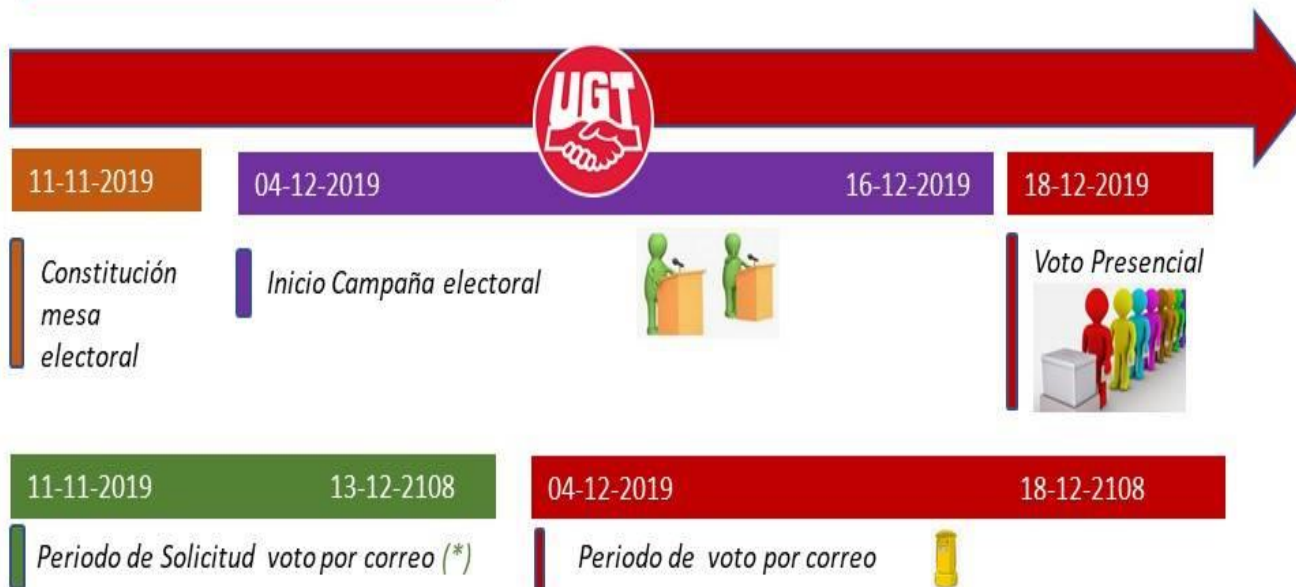 UGT
11-11-2019
04-12-2019 16-12-2019
18-12-2019
Constitución
mesa
electoral
Inicio Campaña electoral
Voto Presencial
11-11-2019 13-12-2108
04-12-2019 18-12-2108
Periodo de Solicitud voto por correo (*)
Periodo de voto por correo